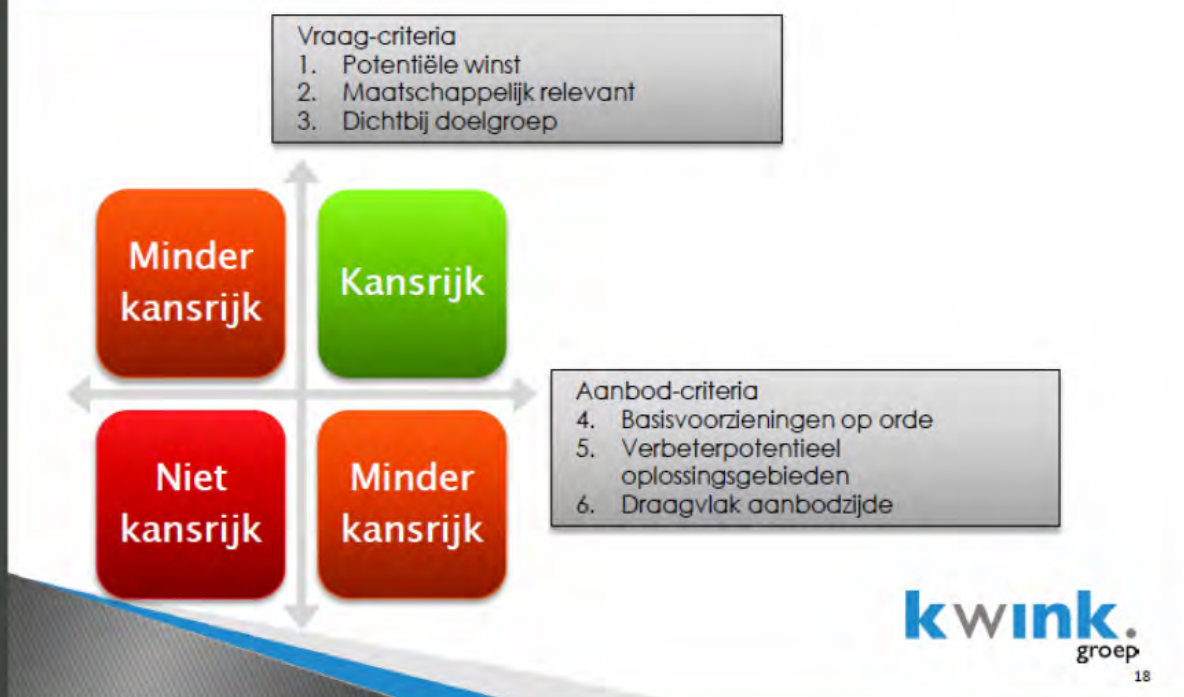 Vraag-criteria
1. Potentiële winst
2. Maatschappelijk relevant
3. Dichtbij doelgroep
Minder
kansrijk
Kansrijk
Aanbod-criteria
4. Basisvoorzieningen op orde
5. Verbeterpotentieel
oplossingsgebieden
6. Draagvlak aanbodzijde
Niet
kansrijk
Minder
kansrijk
kwink.
groep
18